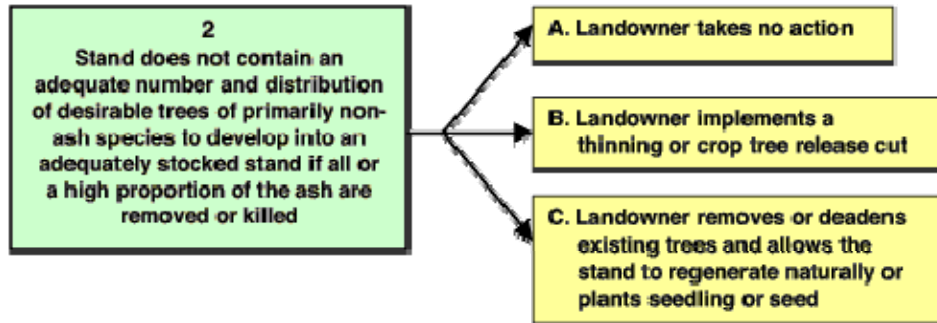 2
Stand does not contain an
adequate number and distribution
of desirable trees of primarily non-
ash species to develop into an
adequately stocked stand if all or
a high proportion of the ash are
removed or killed
A. Landowner takes no action
B. Landowner implements a
thinning or crop tree release cut
C. Landowner removes or deadens
existing trees and allows the
stand to regenerate naturally or
plants seedling or seed